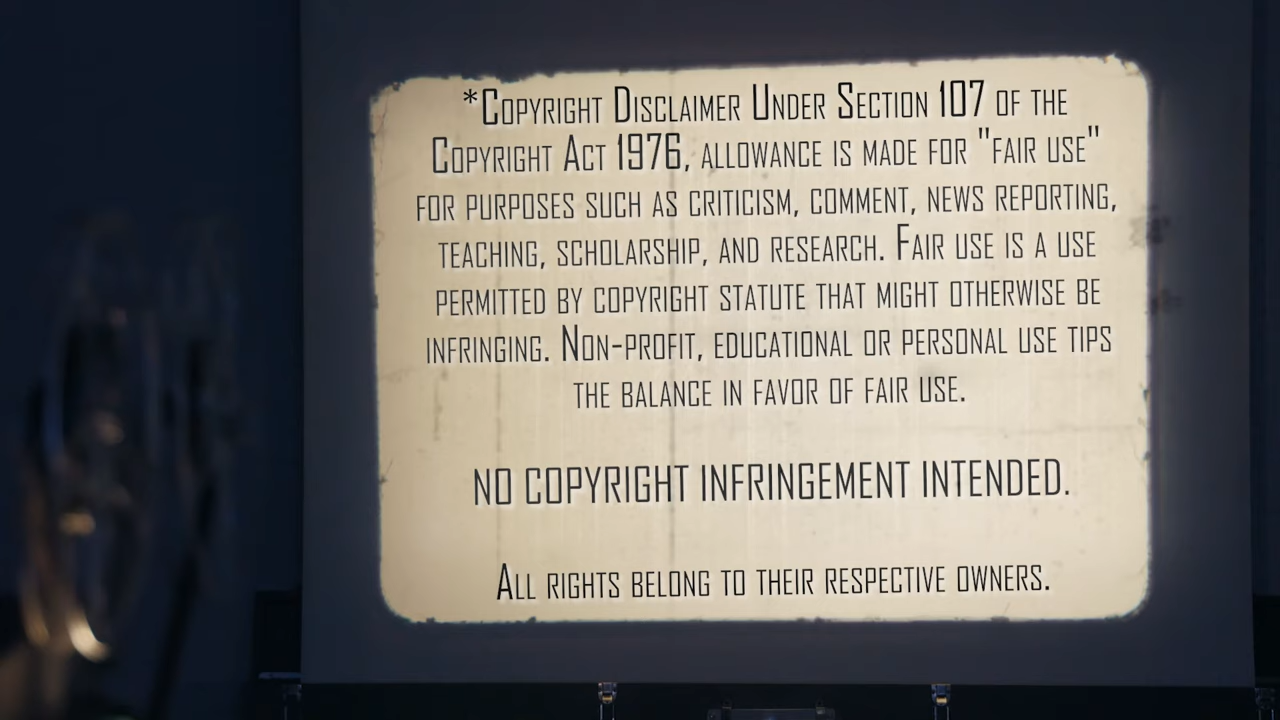 *Copyright Disclaimer Under Section 107 of the
Copyright Act 1976, allowance is made for "fair use"
for purposes such as criticism, comment, news reporting,
teaching, scholarship, and research. Fair use is a use
permitted by copyright statute that might otherwise be
infringing. Non-profit, educational or personal use tips
the balance in favor of fair use.
NO COPYRIGHT INFRINGEMENT INTENDED.
All rights belong to their respective owners.